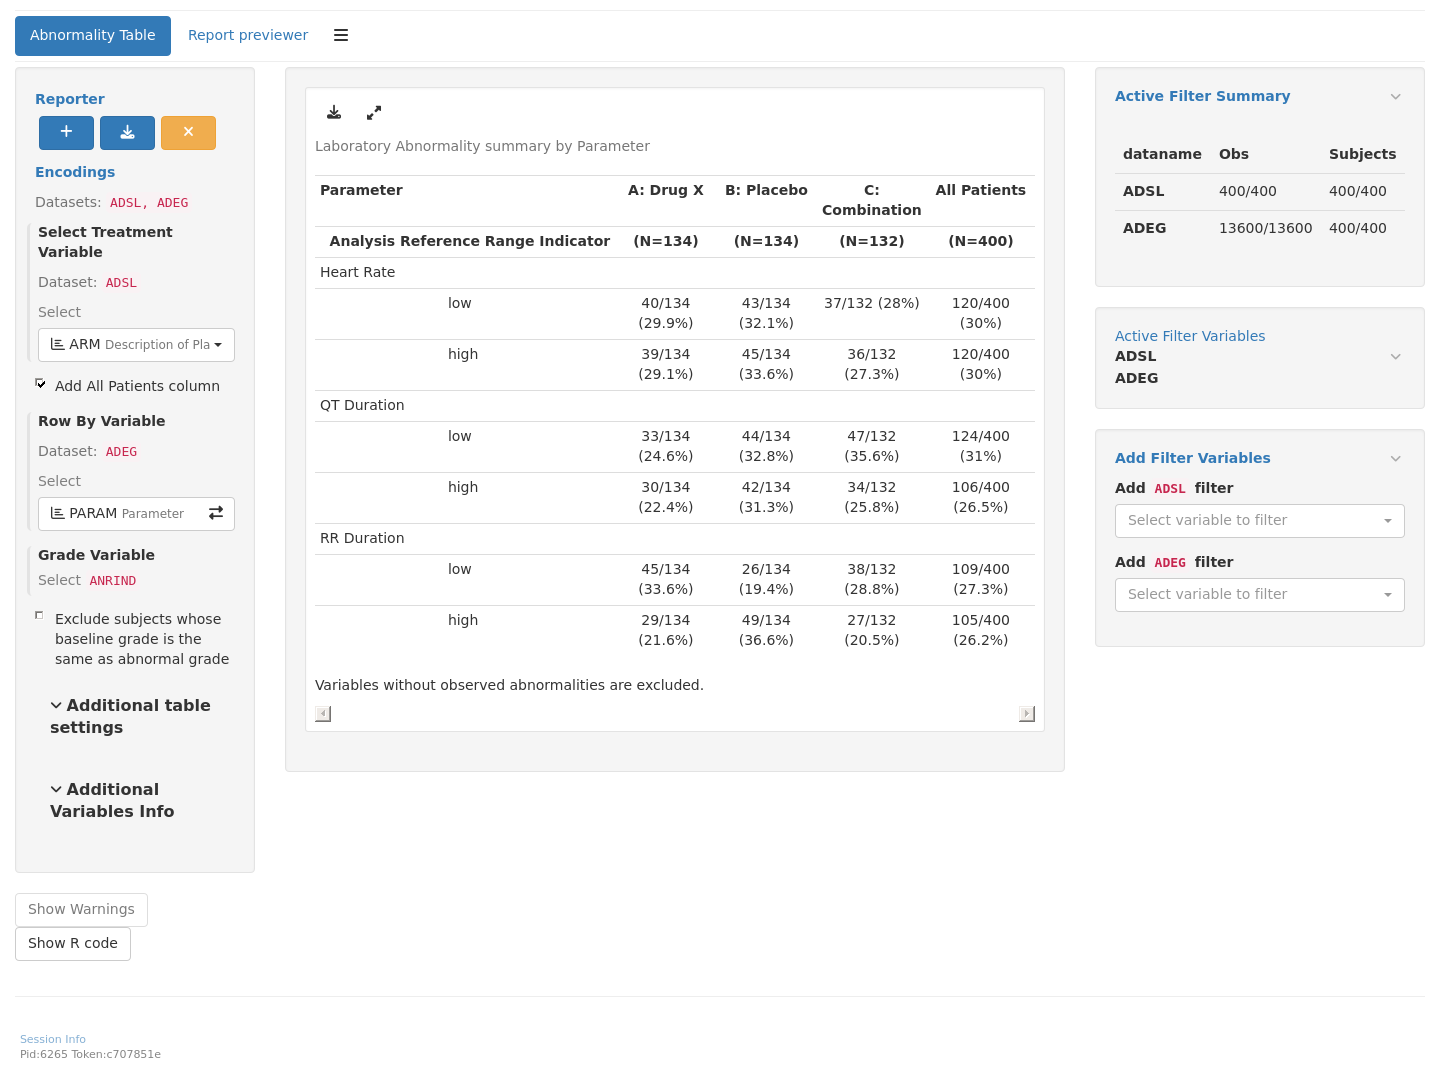 Abnormality Table
Report previewer
Reporter
Encodings
Datasets: ADSL, ADEG
Select Treatment
Variable
Dataset: ADSL
Select
ARM Description of Pla
Add All Patients column
Row By Variable
Dataset: ADEG
Select
PARAM Parameter
Grade Variable
Select ANRIND
Exclude subjects whose
baseline grade is the
same as abnormal grade
Additional table
settings
Additional
Variables Info
Show Warnings
Show R code
Laboratory Abnormality summary by Parameter
Parameter A: Drug X B: Placebo C: All Patients
Combination
Analysis Reference Range Indicator (N=134) (N=134) (N=132) (N=400)
Heart Rate
low 40/134 43/134 37/132 (28%) 120/400
(29.9%) (32.1%) (30%)
high 39/134 45/134 36/132 120/400
(29.1%) (33.6%) (27.3%) (30%)
QT Duration
low 33/134 44/134 47/132 124/400
(24.6%) (32.8%) (35.6%) (31%)
high 30/134 42/134 34/132 106/400
(22.4%) (31.3%) (25.8%) (26.5%)
RR Duration
low 45/134 26/134 38/132 109/400
(33.6%) (19.4%) (28.8%) (27.3%)
high 29/134 49/134 27/132 105/400
(21.6%) (36.6%) (20.5%) (26.2%)
Variables without observed abnormalities are excluded.
Active Filter Summary
dataname Obs Subjects
ADSL 400/400 400/400
ADEG 13600/13600 400/400
Active Filter Variables
ADSL
ADEG
Add Filter Variables
Add ADSL filter
Select variable to filter
Add ADEG filter
Select variable to filter
Session Info
Pid:6265 Token:c707851e